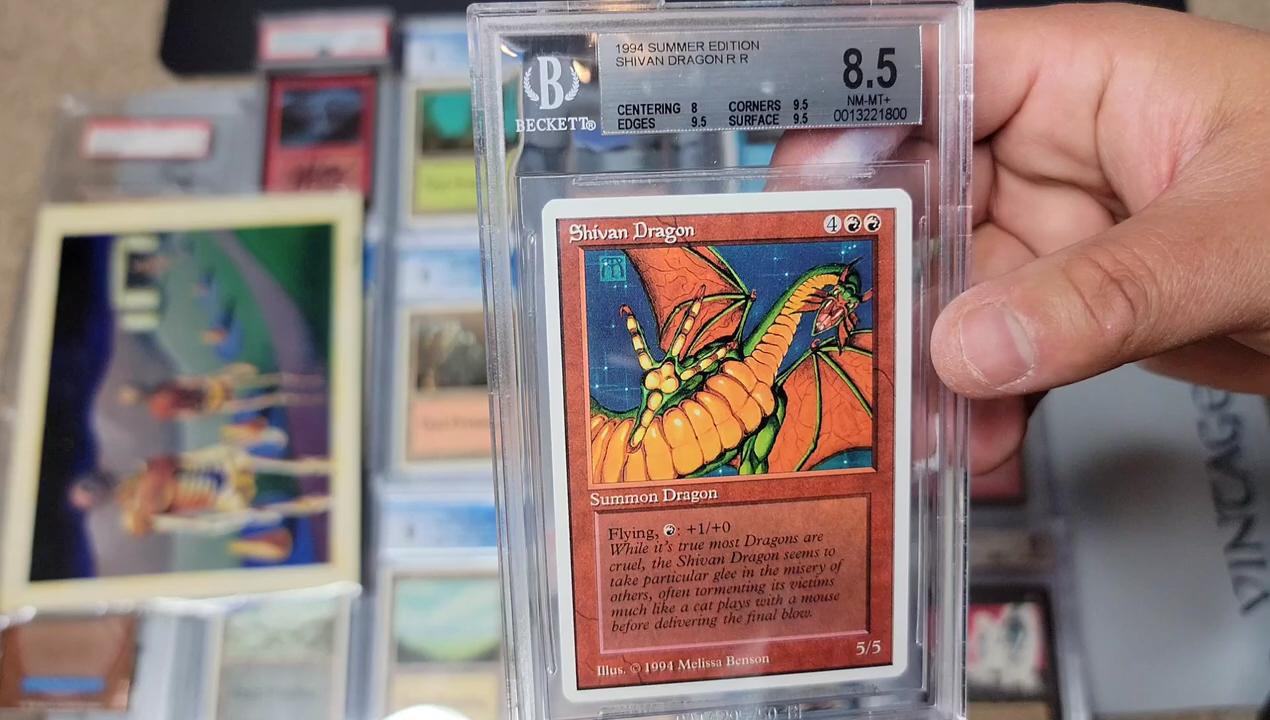 1994 SUMMER EDITION
SHIVAN DRAGON R R
8.5
NM-MT+
0013221800
CENTERING 8 CORNERS 9.5
EDGES 9.5 SURFACE 9.5
B
BECKETT®
Shivan Dragon
4
Summon Dragon
Flying, : +1/+0
While it's true most Dragons are
cruel, the Shivan Dragon seems to
take particular glee in the misery of
others, often tormenting its victims
much like a cat plays with a mouse
before delivering the final blow.
5/5
Illus. © 1994 Melissa Benson